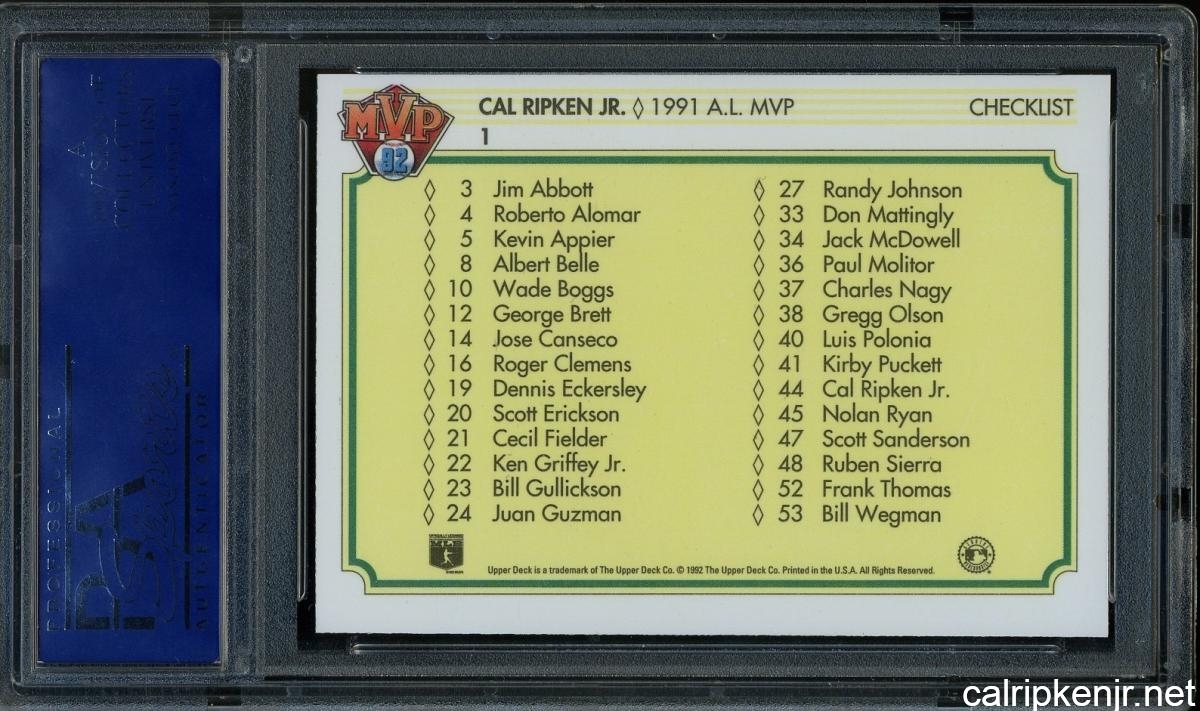 A
DIVISION OF
COLLECTORS
UNIVERSE
PROFESSIONAL
PSA
Sports
AUTHENTICATOR
MVP
92
CAL RIPKEN JR. ◊ 1991 A.L. MVP
CHECKLIST
1
◊ 3 Jim Abbott
◊ 4 Roberto Alomar
◊ 5 Kevin Appier
◊ 8 Albert Belle
◊ 10 Wade Boggs
◊ 12 George Brett
◊ 14 Jose Canseco
◊ 16 Roger Clemens
◊ 19 Dennis Eckersley
◊ 20 Scott Erickson
◊ 21 Cecil Fielder
◊ 22 Ken Griffey Jr.
◊ 23 Bill Gullickson
◊ 24 Juan Guzman
◊ 27 Randy Johnson
◊ 33 Don Mattingly
◊ 34 Jack McDowell
◊ 36 Paul Molitor
◊ 37 Charles Nagy
◊ 38 Gregg Olson
◊ 40 Luis Polonia
◊ 41 Kirby Puckett
◊ 44 Cal Ripken Jr.
◊ 45 Nolan Ryan
◊ 47 Scott Sanderson
◊ 48 Ruben Sierra
◊ 52 Frank Thomas
◊ 53 Bill Wegman
Upper Deck is a trademark of The Upper Deck Co. © 1992 The Upper Deck Co. Printed in the U.S.A. All Rights Reserved.
calripkenjr.net